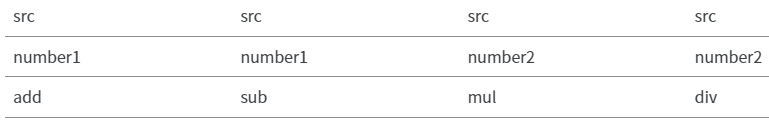 src src src src
number1 number1 number2 number2
add sub mul div